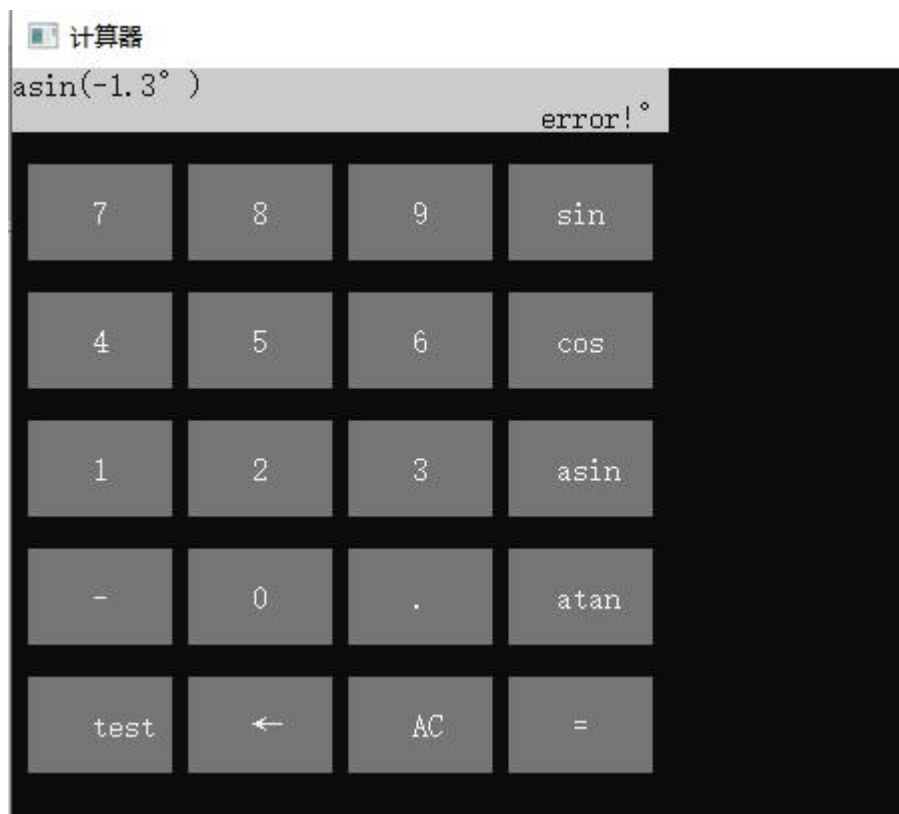 计算器
asin(-1.3°)
error!°
7 8 9 sin
4 5 6 cos
1 2 3 asin
- 0 . atan
test ← AC =